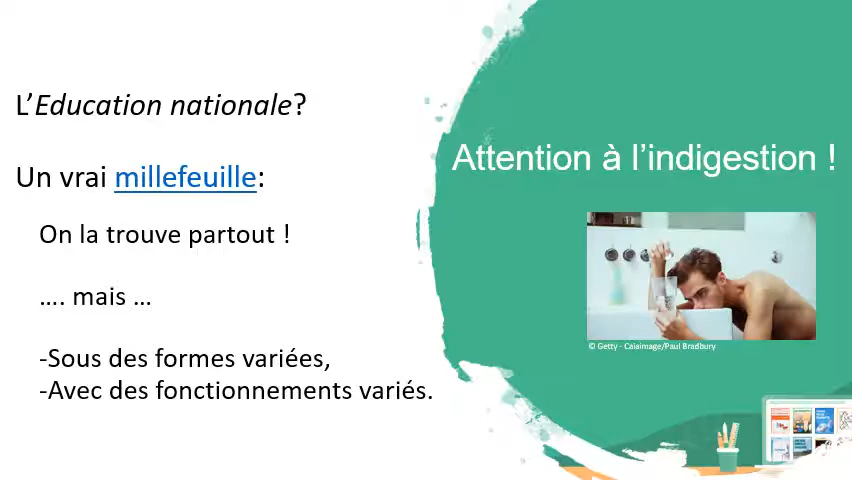 L’Education nationale?
Un vrai millefeuille:
On la trouve partout !
.... mais ...
-Sous des formes variées,
-Avec des fonctionnements variés.
Attention à l’indigestion !
© Getty - Caiaimage/Paul Bradbury